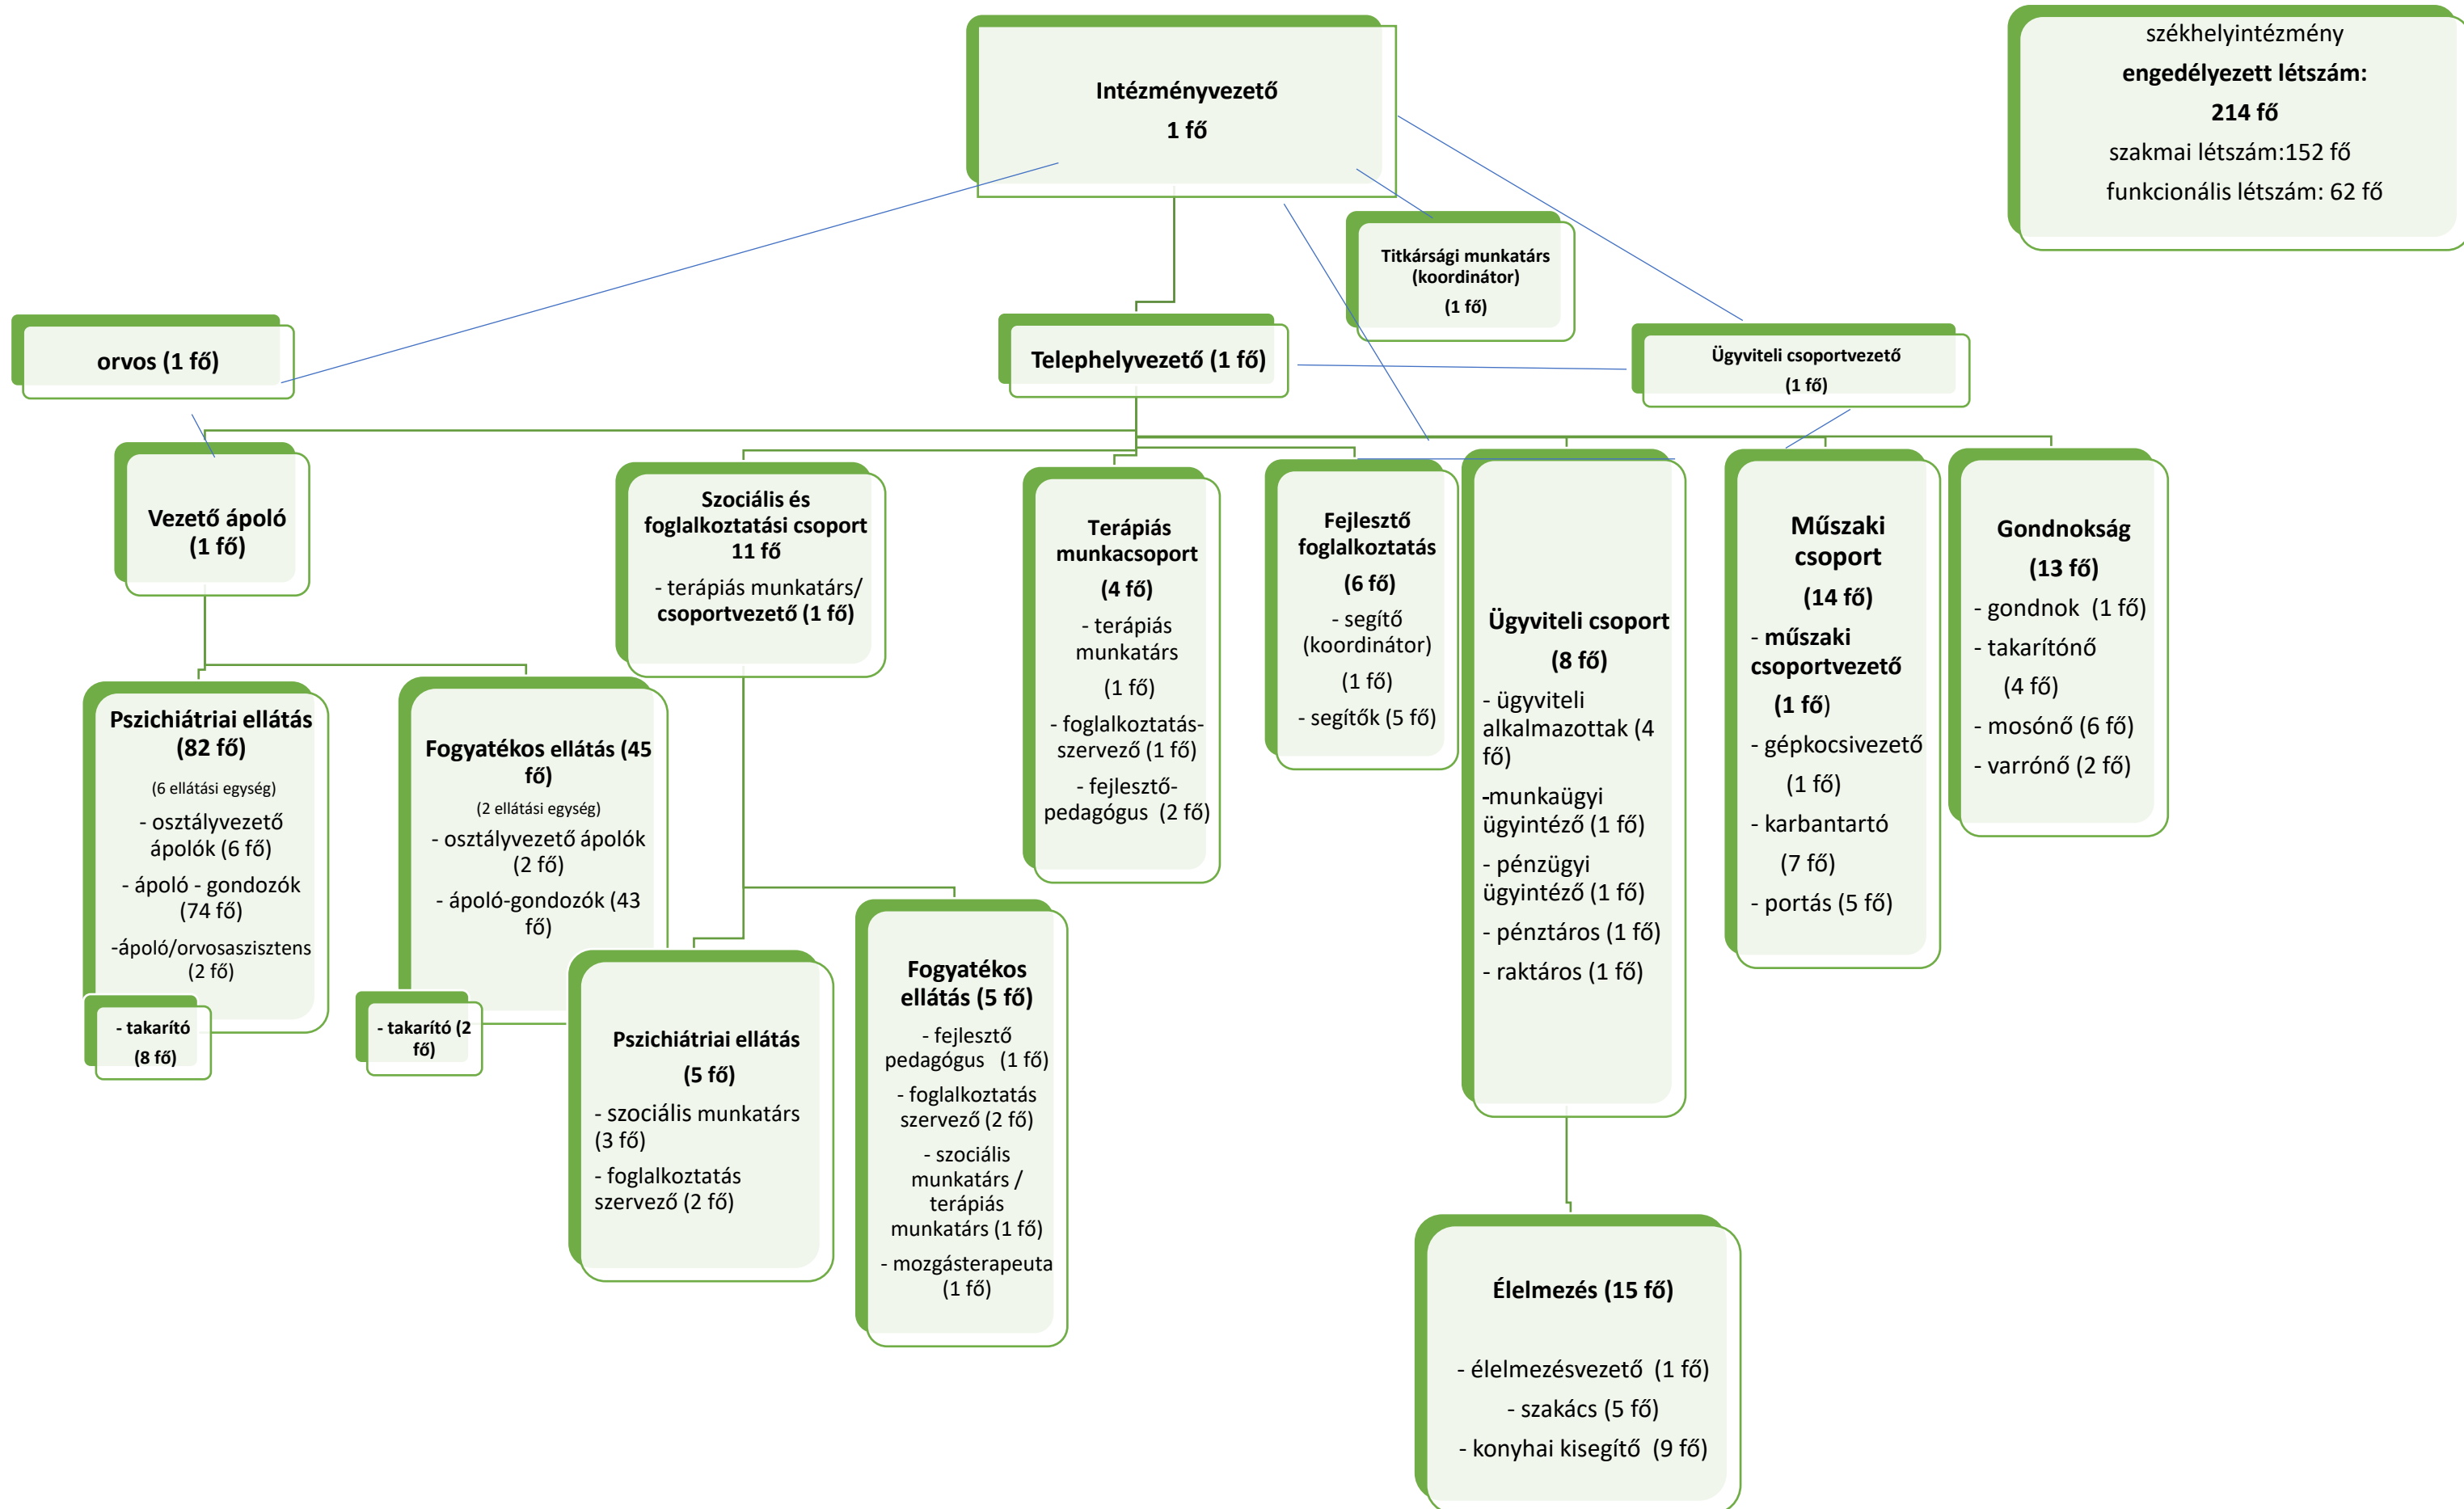 székhelyintézmény
engedélyezett létszám:
214 fő
szakmai létszám:152 fő
funkcionális létszám: 62 fő
Intézményvezető
1 fő
Titkársági munkatárs
(koordinátor)
(1 fő)
orvos (1 fő)
Telephelyvezető (1 fő)
Ügyviteli csoportvezető
(1 fő)
Vezető ápoló
(1 fő)
Szociális és
foglalkoztatási csoport
11 fő
- terápiás munkatárs/
csoportvezető (1 fő)
Terápiás
munkacsoport
(4 fő)
- terápiás
munkatárs
(1 fő)
- foglalkoztatás-
szervező (1 fő)
- fejlesztő-
pedagógus (2 fő)
Fejlesztő
foglalkoztatás
(6 fő)
- segítő
(koordinátor)
(1 fő)
- segítők (5 fő)
Ügyviteli csoport
(8 fő)
- ügyviteli
alkalmazottak (4
fő)
-munkaügyi
ügyintéző (1 fő)
- pénzügyi
ügyintéző (1 fő)
- pénztáros (1 fő)
- raktáros (1 fő)
Műszaki
csoport
(14 fő)
- műszaki
csoportvezető
(1 fő)
- gépkocsivezető
(1 fő)
- karbantartó
(7 fő)
- portás (5 fő)
Gondnokság
(13 fő)
- gondnok (1 fő)
- takarítónő
(4 fő)
- mosónő (6 fő)
- varrónő (2 fő)
Pszichiátriai ellátás
(82 fő)
(6 ellátási egység)
- osztályvezető
ápolók (6 fő)
- ápoló - gondozók
(74 fő)
-ápoló/orvosaszisztens
(2 fő)
- takarító
(8 fő)
Fogyatékos ellátás (45
fő)
(2 ellátási egység)
- osztályvezető ápolók
(2 fő)
- ápoló-gondozók (43
fő)
- takarító (2
fő)
Pszichiátriai ellátás
(5 fő)
- szociális munkatárs
(3 fő)
- foglalkoztatás
szervező (2 fő)
Fogyatékos
ellátás (5 fő)
- fejlesztő
pedagógus (1 fő)
- foglalkoztatás
szervező (2 fő)
- szociális
munkatárs /
terápiás
munkatárs (1 fő)
- mozgásterapeuta
(1 fő)
Élelmezés (15 fő)
- élelmezésvezető (1 fő)
- szakács (5 fő)
- konyhai kisegítő (9 fő)